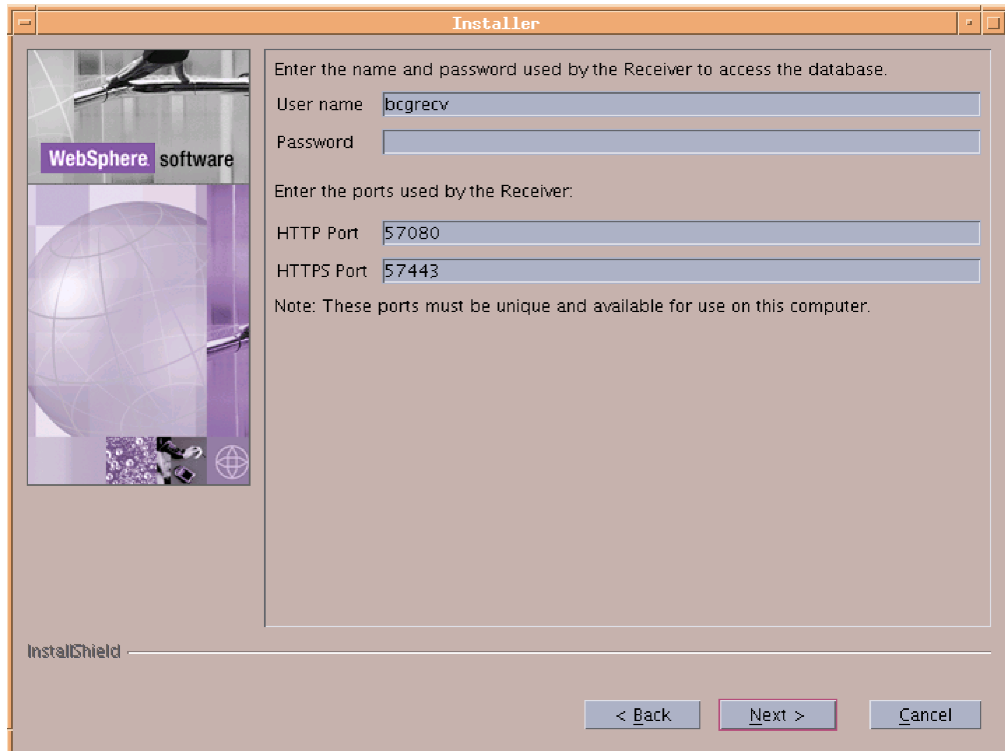 Installer
WebSphere software
Enter the name and password used by the Receiver to access the database.
User name bcgrecv
Password
Enter the ports used by the Receiver:
HTTP Port 57080
HTTPS Port 57443
Note: These ports must be unique and available for use on this computer.
InstallShield
< Back Next > Cancel